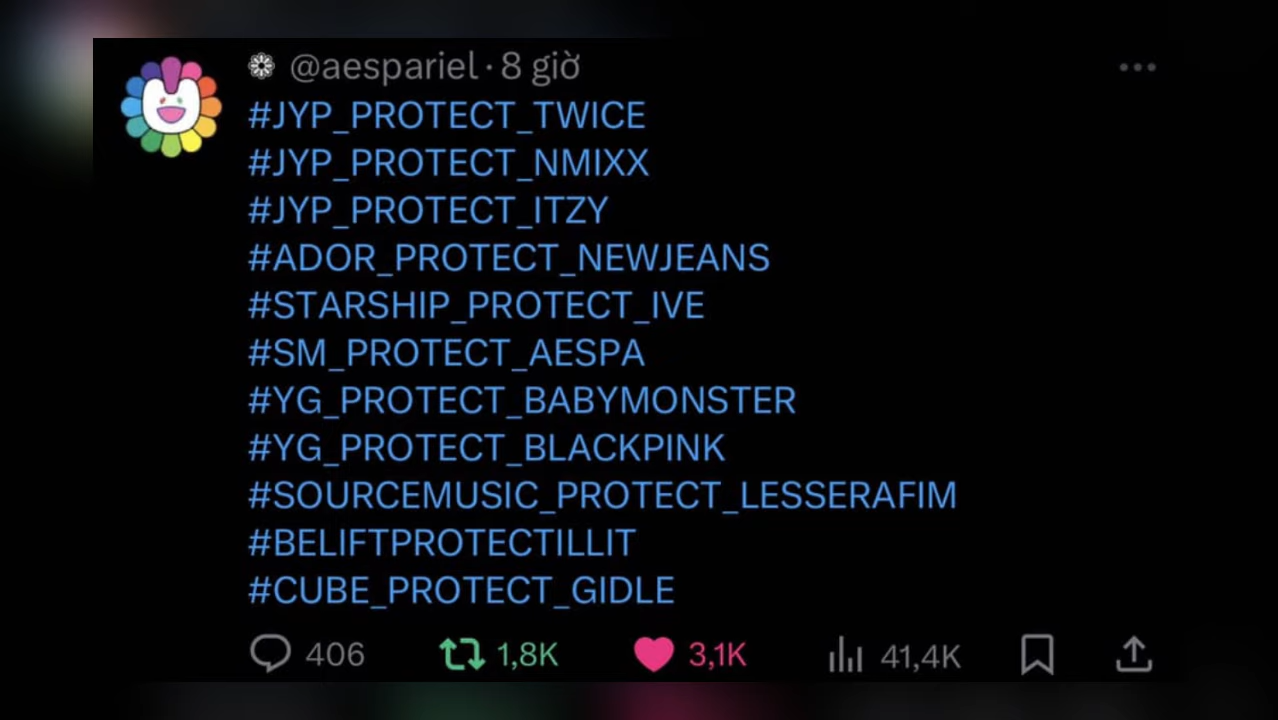 @aespariel · 8 giờ
#JYP_PROTECT_TWICE
#JYP_PROTECT_NMIXX
#JYP_PROTECT_ITZY
#ADOR_PROTECT_NEWJEANS
#STARSHIP_PROTECT_IVE
#SM_PROTECT_AESPA
#YG_PROTECT_BABYMONSTER
#YG_PROTECT_BLACKPINK
#SOURCEMUSIC_PROTECT_LESSERAFIM
#BELIFTPROTECTILLIT
#CUBE_PROTECT_GIDLE
406 1,8K 3,1K 41,4K